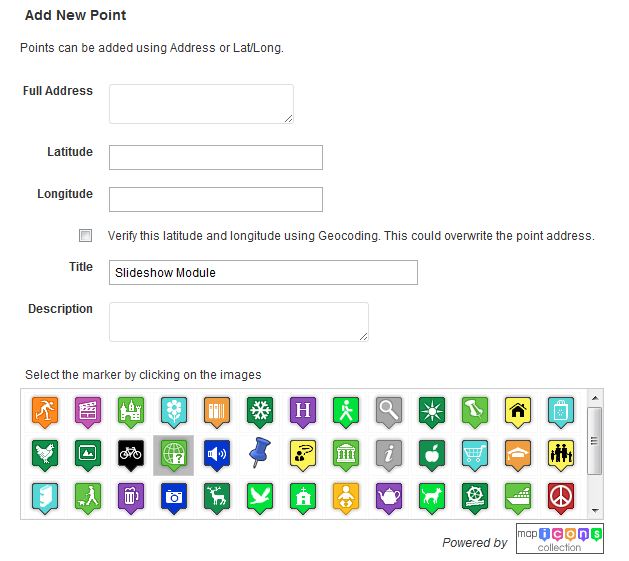 Add New Point
Points can be added using Address or Lat/Long.
Full Address
Latitude
Longitude
Verify this latitude and longitude using Geocoding. This could overwrite the point address.
Title
Slideshow Module
Description
Select the marker by clicking on the images
H
?
i
Powered by
map icons
collection